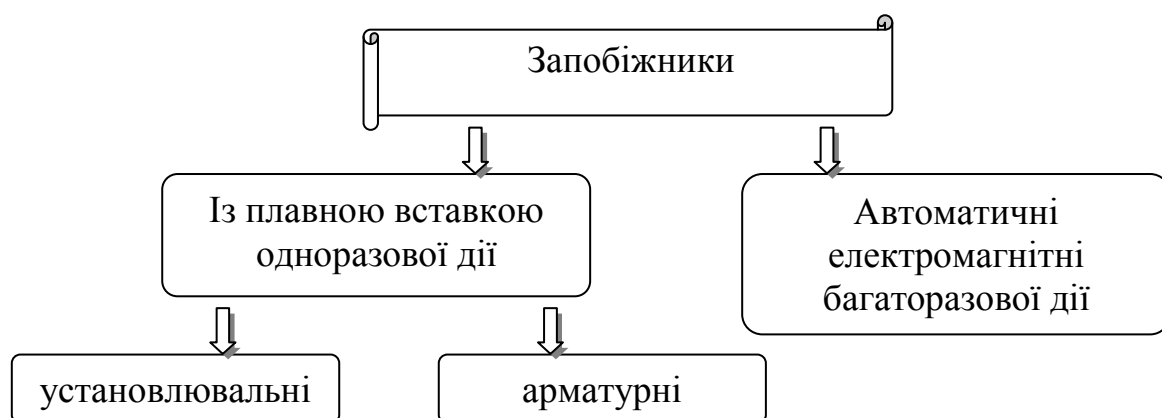 Запобіжники
Із плавною вставкою
одноразової дії
Автоматичні
електромагнітні
багаторазової дії
установлювальні
арматурні